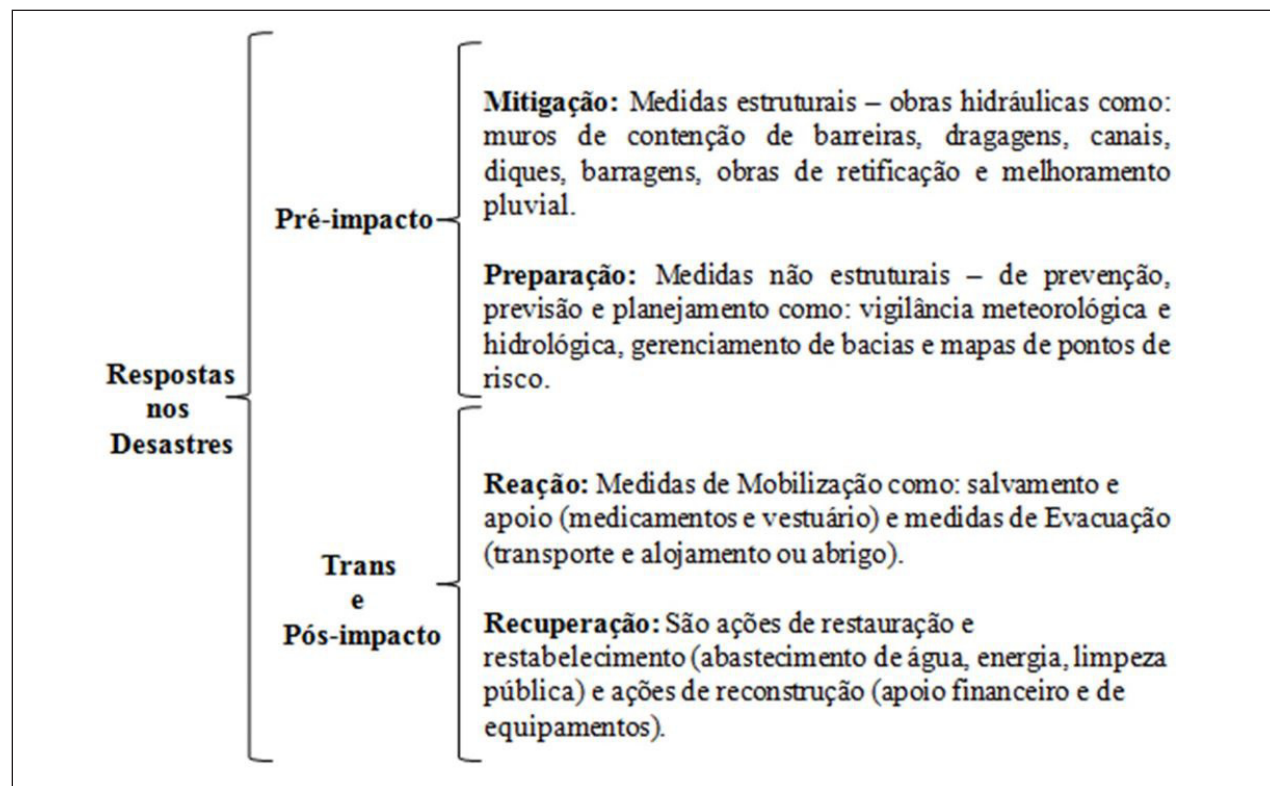 Respostas
nos
Desastres
Pré-impacto
Mitigação: Medidas estruturais – obras hidráulicas como:
muros de contenção de barreiras, dragagens, canais,
diques, barragens, obras de retificação e melhoramento
pluvial.
Preparação: Medidas não estruturais – de prevenção,
previsão e planejamento como: vigilância meteorológica e
hidrológica, gerenciamento de bacias e mapas de pontos de
risco.
Trans
e
Pós-impacto
Reação: Medidas de Mobilização como: salvamento e
apoio (medicamentos e vestuário) e medidas de Evacuação
(transporte e alojamento ou abrigo).
Recuperação: São ações de restauração e
restabelecimento (abastecimento de água, energia, limpeza
pública) e ações de reconstrução (apoio financeiro e de
equipamentos).